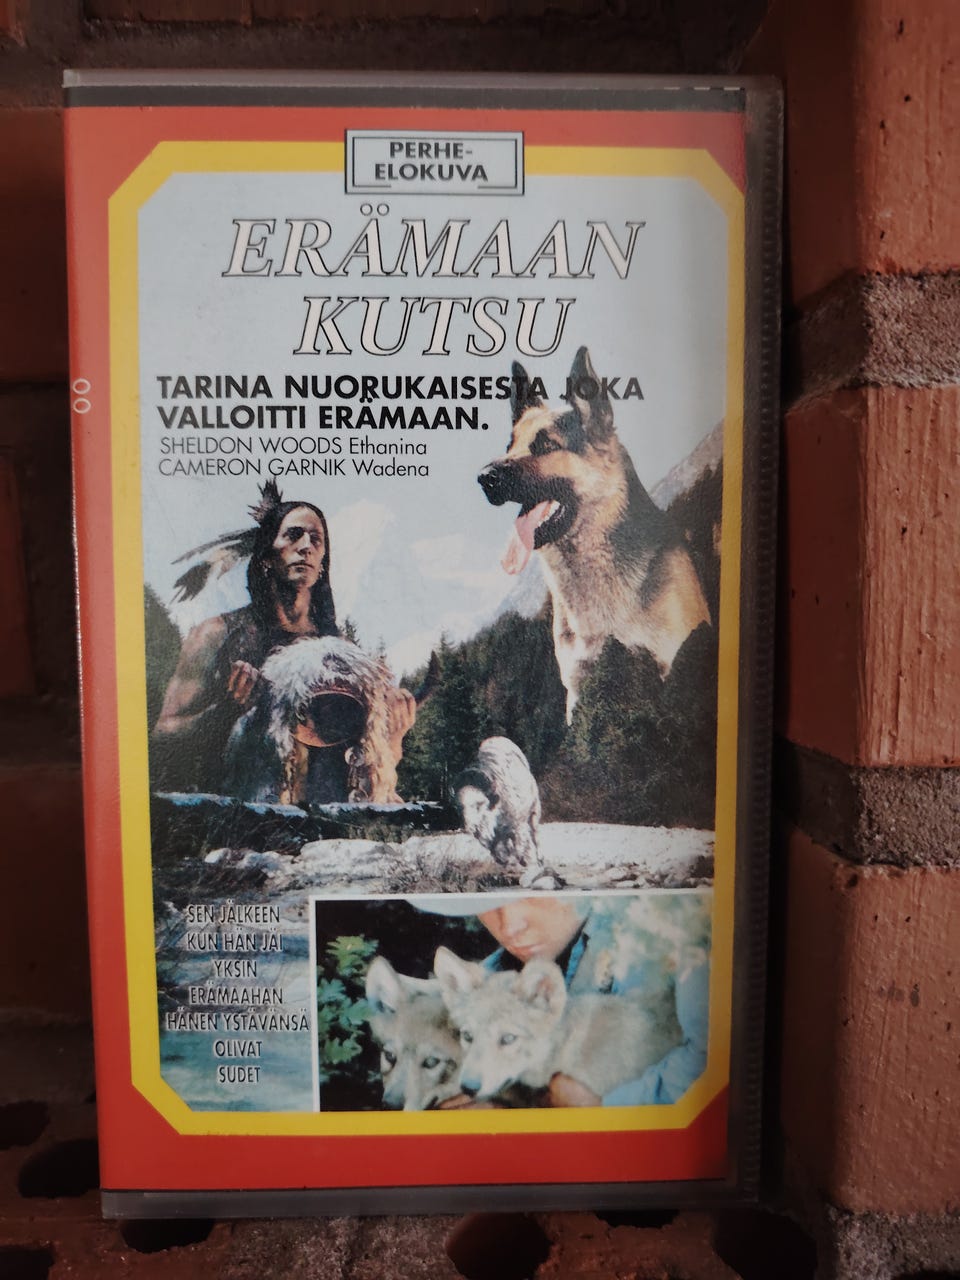 PERHE-
ELOKUVA
ERÄMAAN
KUTSU
TARINA NUORUKAISESTA JOKA
VALLOITTI ERÄMAAN.
SHELDON WOODS Ethanina
CAMERON GARNIK Wadena
SEN JÄLKEEN
KUN HÄN JÄI
YKSIN
ERÄMAAHAN
HÄNEN YSTÄVÄNSÄ
OLIVAT
SUDET